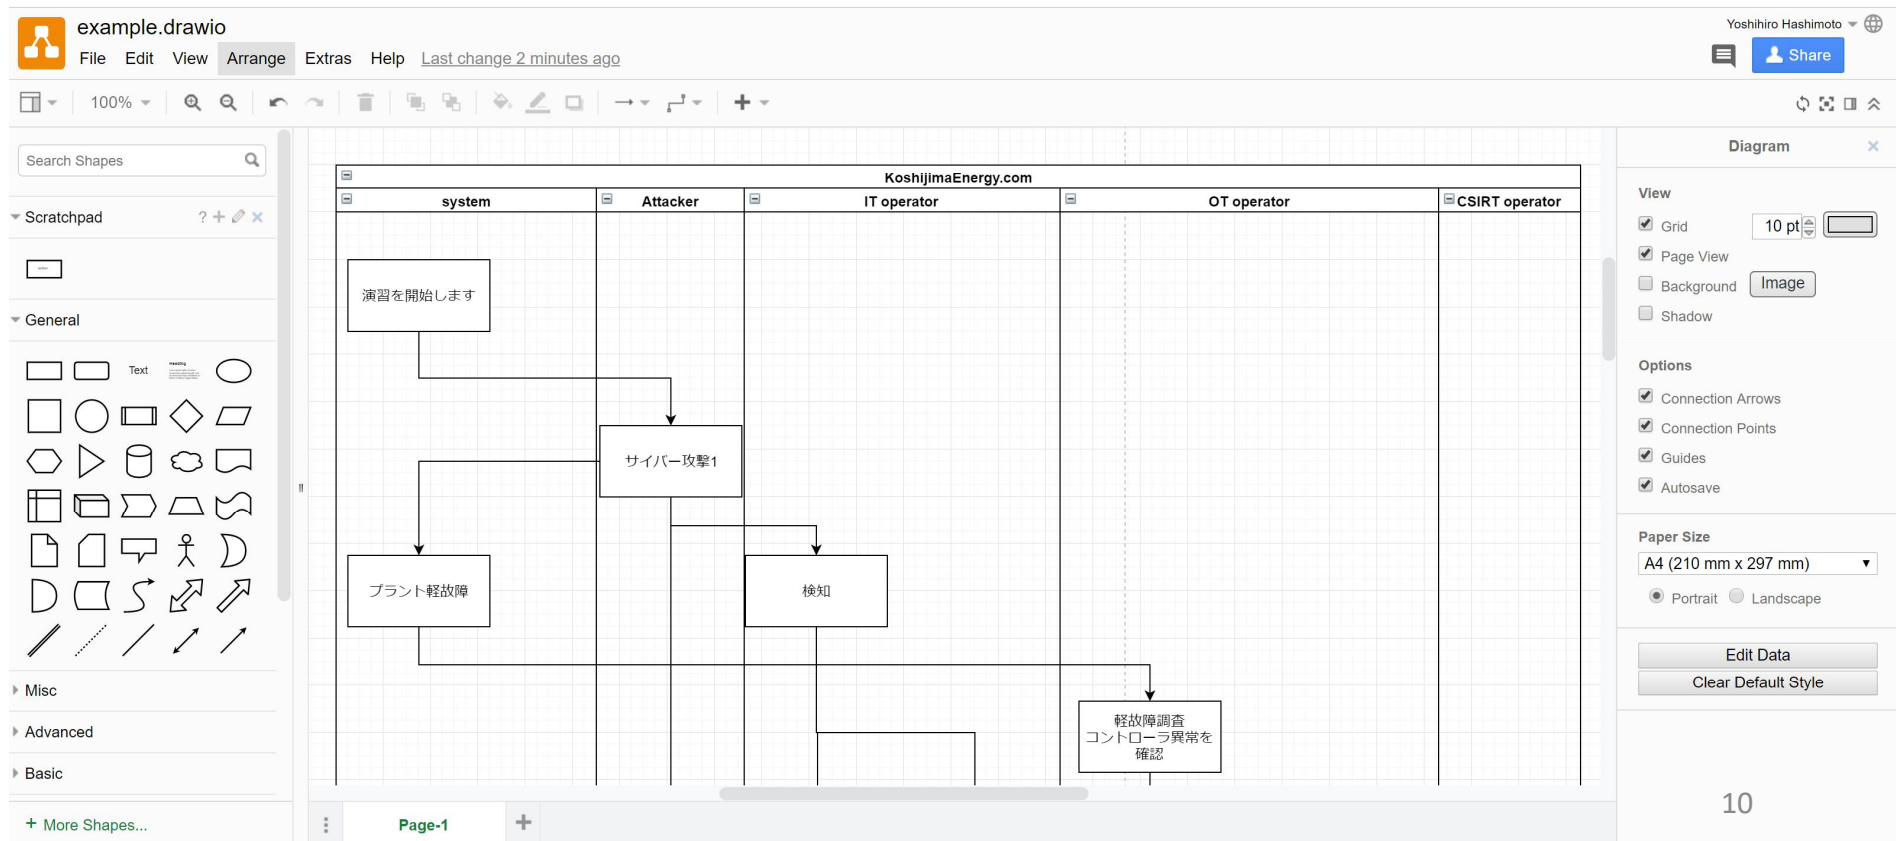 example.drawio
Yoshihiro Hashimoto
File Edit View Arrange Extras Help Last change 2 minutes ago
Share
100%
Search Shapes
Scratchpad
?
General
Text
Heading
Misc
Advanced
Basic
+ More Shapes...
KoshijimaEnergy.com
system
Attacker
IT operator
OT operator
CSIRT operator
演習を開始します
サイバー攻撃1
プラント軽故障
検知
軽故障調査
コントローラ異常を
確認
Page-1
Diagram
View
Grid
10 pt
Page View
Background
Image
Shadow
Options
Connection Arrows
Connection Points
Guides
Autosave
Paper Size
A4 (210 mm x 297 mm)
Portrait
Landscape
Edit Data
Clear Default Style
10